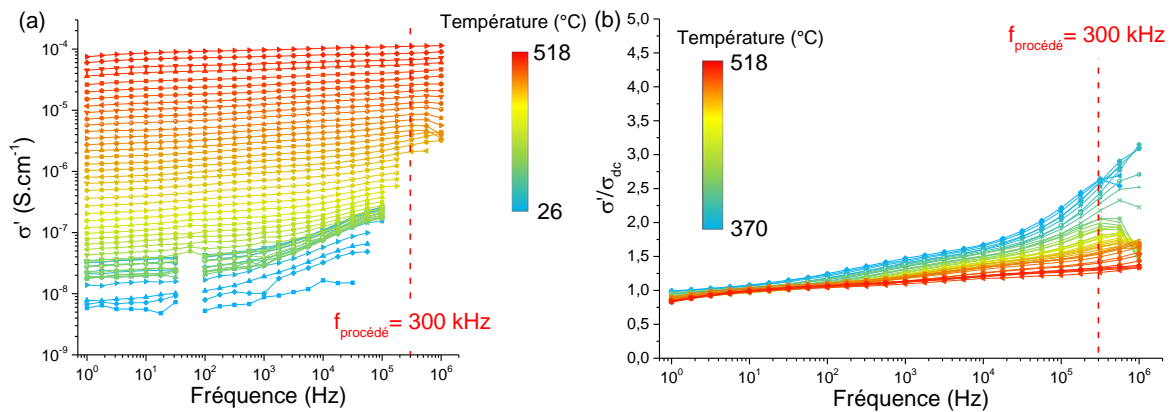 (a)
Température (°C)
518
26
10⁻⁴
10⁻⁵
10⁻⁶
10⁻⁷
10⁻⁸
10⁻⁹
σ' (S.cm⁻¹)
f procédé = 300 kHz
10⁰ 10¹ 10² 10³ 10⁴ 10⁵ 10⁶
Fréquence (Hz)
(b)
Température (°C)
518
370
f procédé = 300 kHz
5,0
4,5
4,0
3,5
3,0
2,5
2,0
1,5
1,0
0,5
0,0
σ'/σdc
10⁰ 10¹ 10² 10³ 10⁴ 10⁵ 10⁶
Fréquence (Hz)